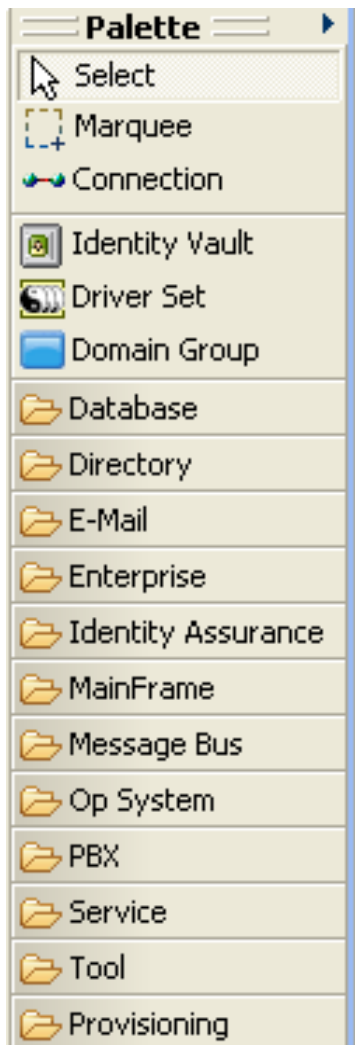 Palette
Select
Marquee
Connection
Identity Vault
Driver Set
Domain Group
Database
Directory
E-Mail
Enterprise
Identity Assurance
MainFrame
Message Bus
Op System
PBX
Service
Tool
Provisioning